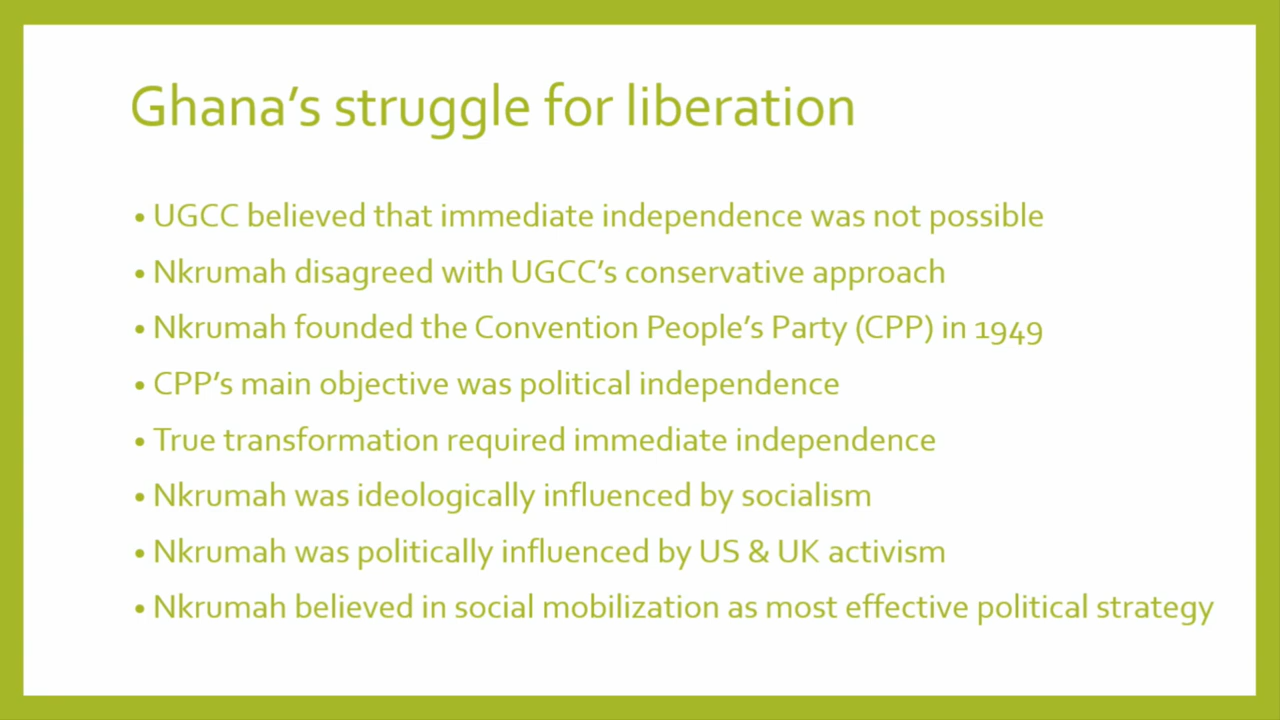 Ghana’s struggle for liberation
• UGCC believed that immediate independence was not possible
• Nkrumah disagreed with UGCC’s conservative approach
• Nkrumah founded the Convention People’s Party (CPP) in 1949
• CPP’s main objective was political independence
• True transformation required immediate independence
• Nkrumah was ideologically influenced by socialism
• Nkrumah was politically influenced by US & UK activism
• Nkrumah believed in social mobilization as most effective political strategy